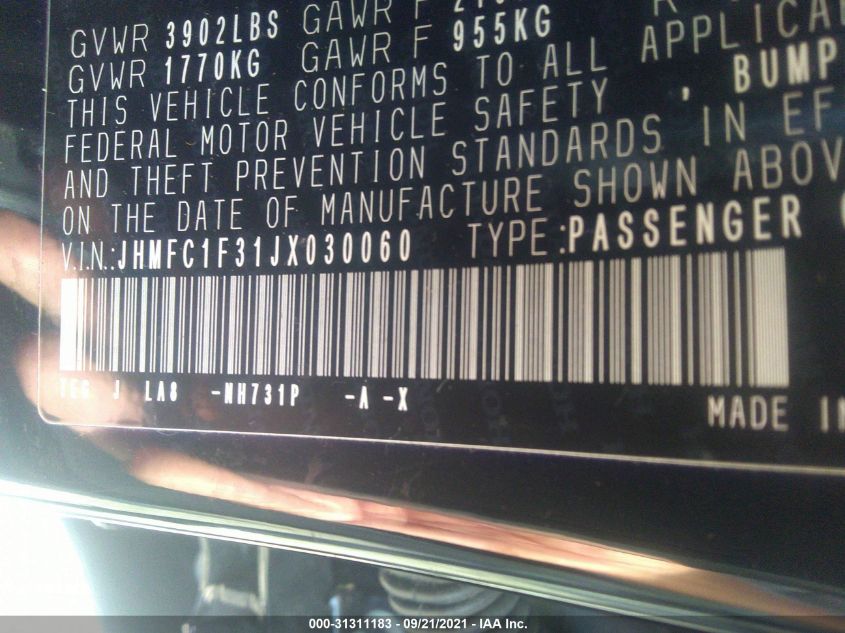 GVWR 3902LBS GAWR F
GVWR 1770KG GAWR F 955KG
THIS VEHICLE CONFORMS TO ALL APPLICA
FEDERAL MOTOR VEHICLE SAFETY , BUMP
AND THEFT PREVENTION STANDARDS IN EF
ON THE DATE OF MANUFACTURE SHOWN ABOV
V.I.N.:JHMFC1F31JX030060 TYPE:PASSENGER
J LA8 -NH731P -A -X
MADE IN
000-31311183 - 09/21/2021 - IAA Inc.